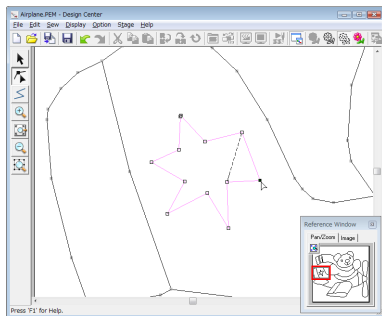 Airplane.PEM - Design Center
File Edit Sew Display Option Stage Help
Reference Window
Pan/Zoom Image
Press 'F1' for Help.